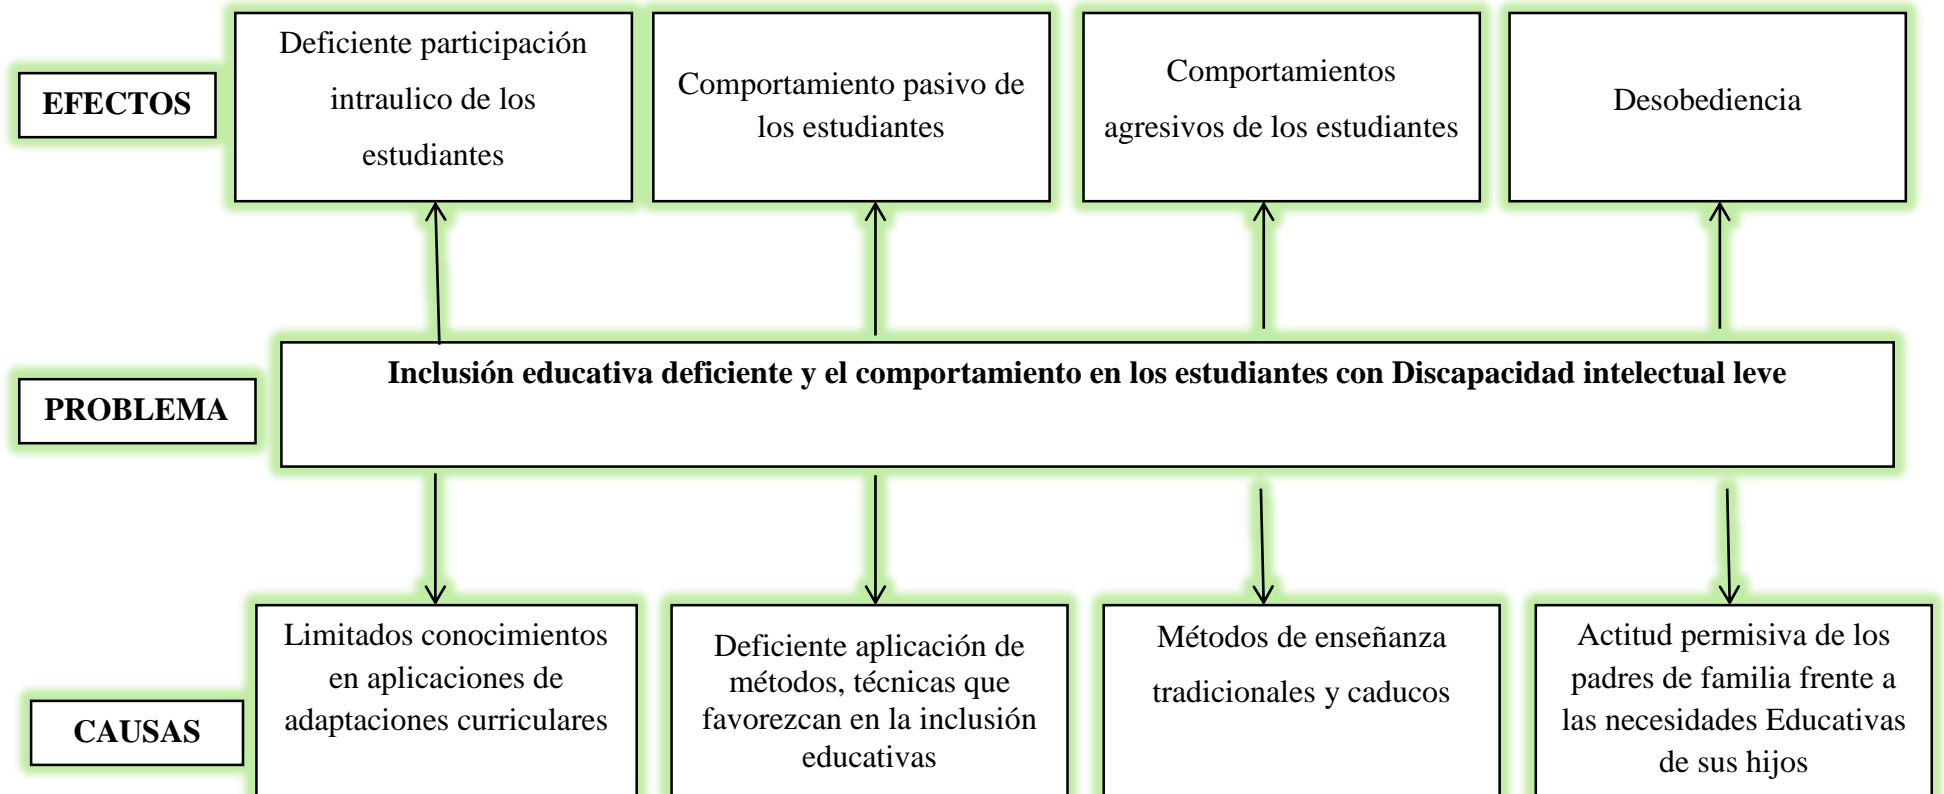 EFECTOS
Deficiente participación
intraulico de los
estudiantes
Comportamiento pasivo de
los estudiantes
Comportamientos
agresivos de los estudiantes
Desobediencia
PROBLEMA
Inclusión educativa deficiente y el comportamiento en los estudiantes con Discapacidad intelectual leve
CAUSAS
Limitados conocimientos
en aplicaciones de
adaptaciones curriculares
Deficiente aplicación de
métodos, técnicas que
favorezcan en la inclusión
educativas
Métodos de enseñanza
tradicionales y caducos
Actitud permisiva de los
padres de familia frente a
las necesidades Educativas
de sus hijos